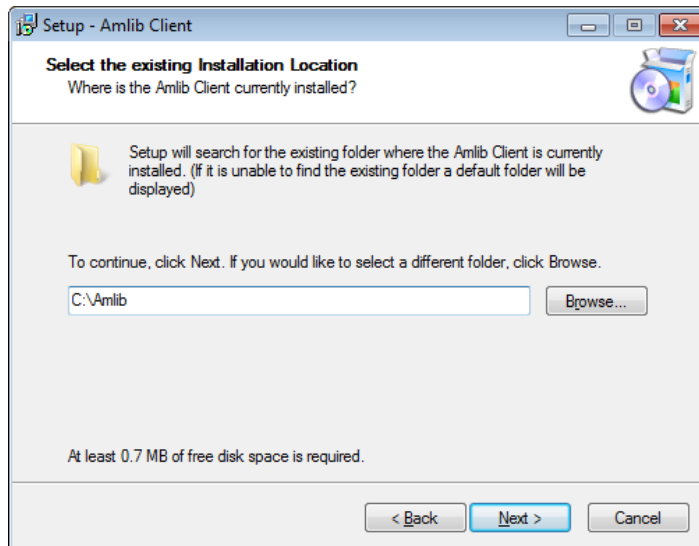 Setup - Amlib Client
Select the existing Installation Location
Where is the Amlib Client currently installed?
Setup will search for the existing folder where the Amlib Client is currently
installed. (If it is unable to find the existing folder a default folder will be
displayed)
To continue, click Next. If you would like to select a different folder, click Browse.
C:\Amlib
Browse...
At least 0.7 MB of free disk space is required.
< Back
Next >
Cancel